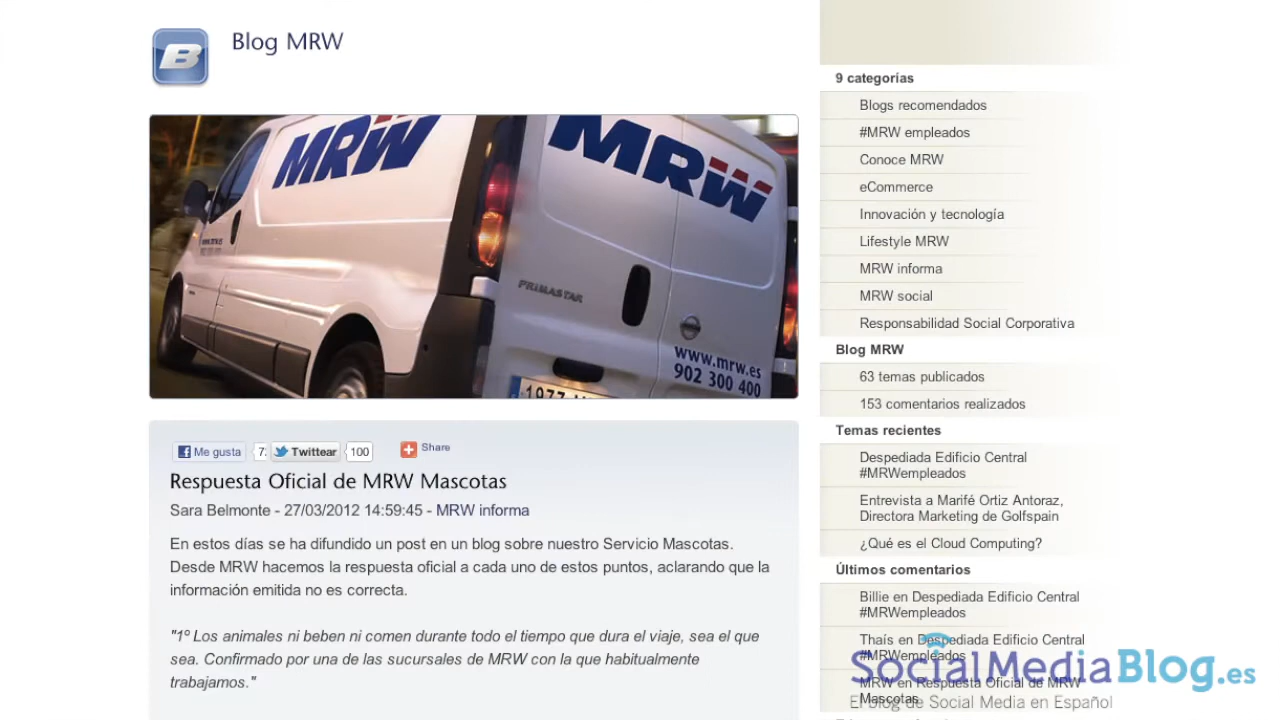 Blog MRW
MRW
MRW
PRIMASTAR
www.mrw.es
902 300 400
Me gusta
Twittear 100
Share
Respuesta Oficial de MRW Mascotas
Sara Belmonte - 27/03/2012 14:59:45 - MRW informa
En estos días se ha difundido un post en un blog sobre nuestro Servicio Mascotas.
Desde MRW hacemos la respuesta oficial a cada uno de estos puntos, aclarando que la
información emitida no es correcta.
"1º Los animales ni beben ni comen durante todo el tiempo que dura el viaje, sea el que
sea. Confirmado por una de las sucursales de MRW con la que habitualmente
trabajamos."
9 categorías
Blogs recomendados
#MRW empleados
Conoce MRW
eCommerce
Innovación y tecnología
Lifestyle MRW
MRW informa
MRW social
Responsabilidad Social Corporativa
Blog MRW
63 temas publicados
153 comentarios realizados
Temas recientes
Despediada Edificio Central
#MRWempleados
Entrevista a Marifé Ortiz Antoraz,
Directora Marketing de Golfspain
¿Qué es el Cloud Computing?
Últimos comentarios
Billie en Despediada Edificio Central
#MRWempleados
Thaís en Despediada Edificio Central
#MRWempleados
MRW en Respuesta Oficial de MRW
Mascotas
SocialMediaBlog.es
El blog de Social Media en Español